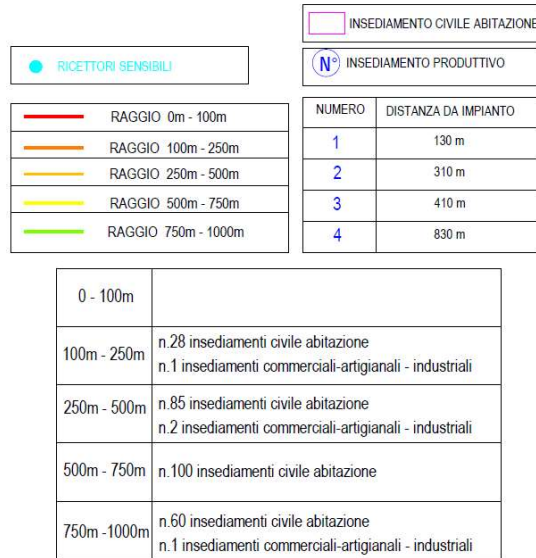 INSEDIAMENTO CIVILE ABITAZIONE
RICETTORI SENSIBILI
N° INSEDIAMENTO PRODUTTIVO
RAGGIO 0m - 100m
RAGGIO 100m - 250m
RAGGIO 250m - 500m
RAGGIO 500m - 750m
RAGGIO 750m - 1000m
NUMERO DISTANZA DA IMPIANTO
1 130 m
2 310 m
3 410 m
4 830 m
0 - 100m
100m - 250m
n.28 insediamenti civile abitazione
n.1 insediamenti commerciali-artigianali - industriali
250m - 500m
n.85 insediamenti civile abitazione
n.2 insediamenti commerciali-artigianali - industriali
500m - 750m n.100 insediamenti civile abitazione
750m -1000m
n.60 insediamenti civile abitazione
n.1 insediamenti commerciali-artigianali - industriali